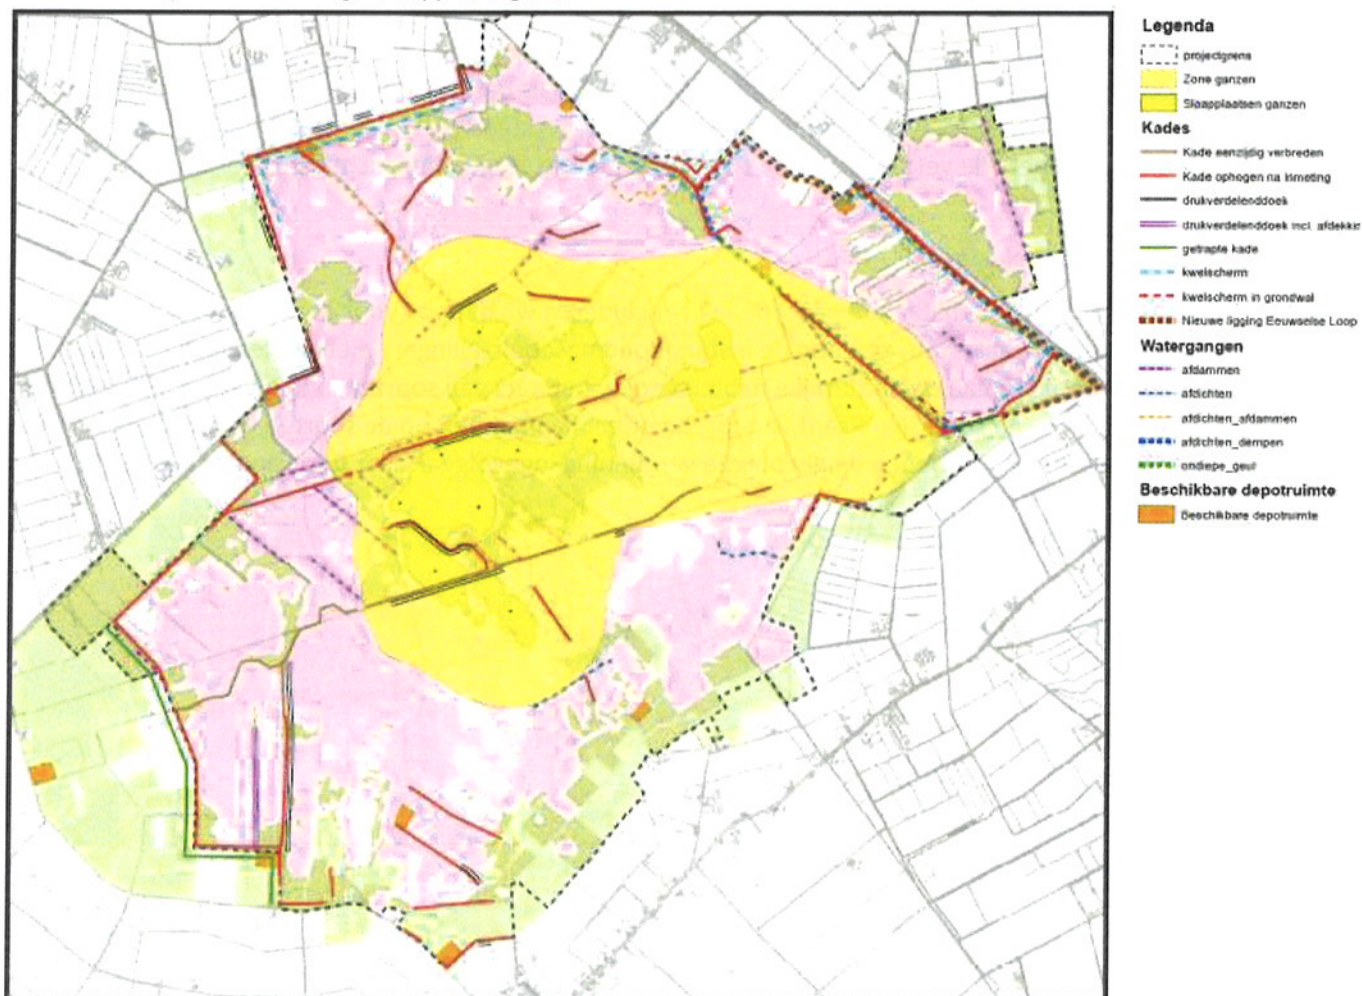 Legenda
projectgrens
Zone ganzen
Slaapplaatsen ganzen
Kades
Kade eenzijdig verbreden
Kade ophogen na inmeting
drukverdelenddoek
drukverdelenddoek incl. afdekkin
getrapte kade
kwelscherm
kwelscherm in grondwal
Nieuwe ligging Eeuwselse Loop
Watergangen
afdammen
afdichten
afdichten_afdammen
afdichten_dempen
ondiepe_geul
Beschikbare depotruimte
Beschikbare depotruimte